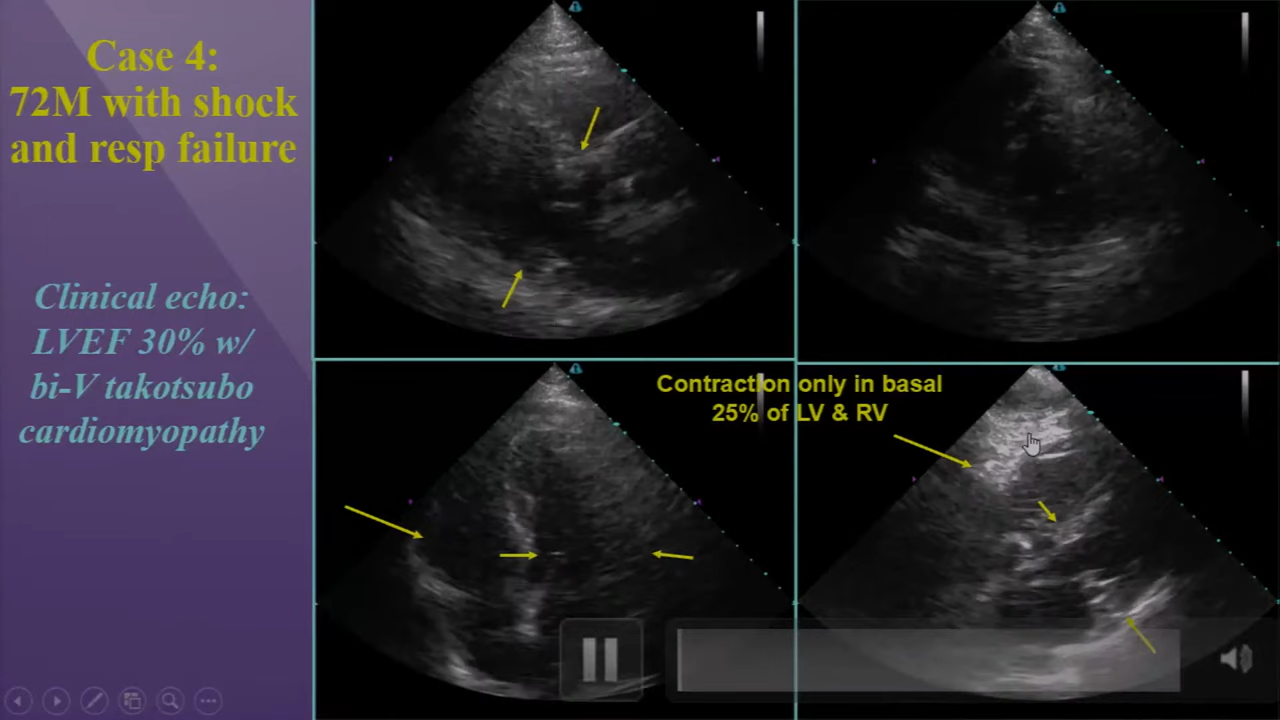 Case 4:
72M with shock
and resp failure
Clinical echo:
LVEF 30% w/
bi-V takotsubo
cardiomyopathy
Contraction only in basal
25% of LV & RV